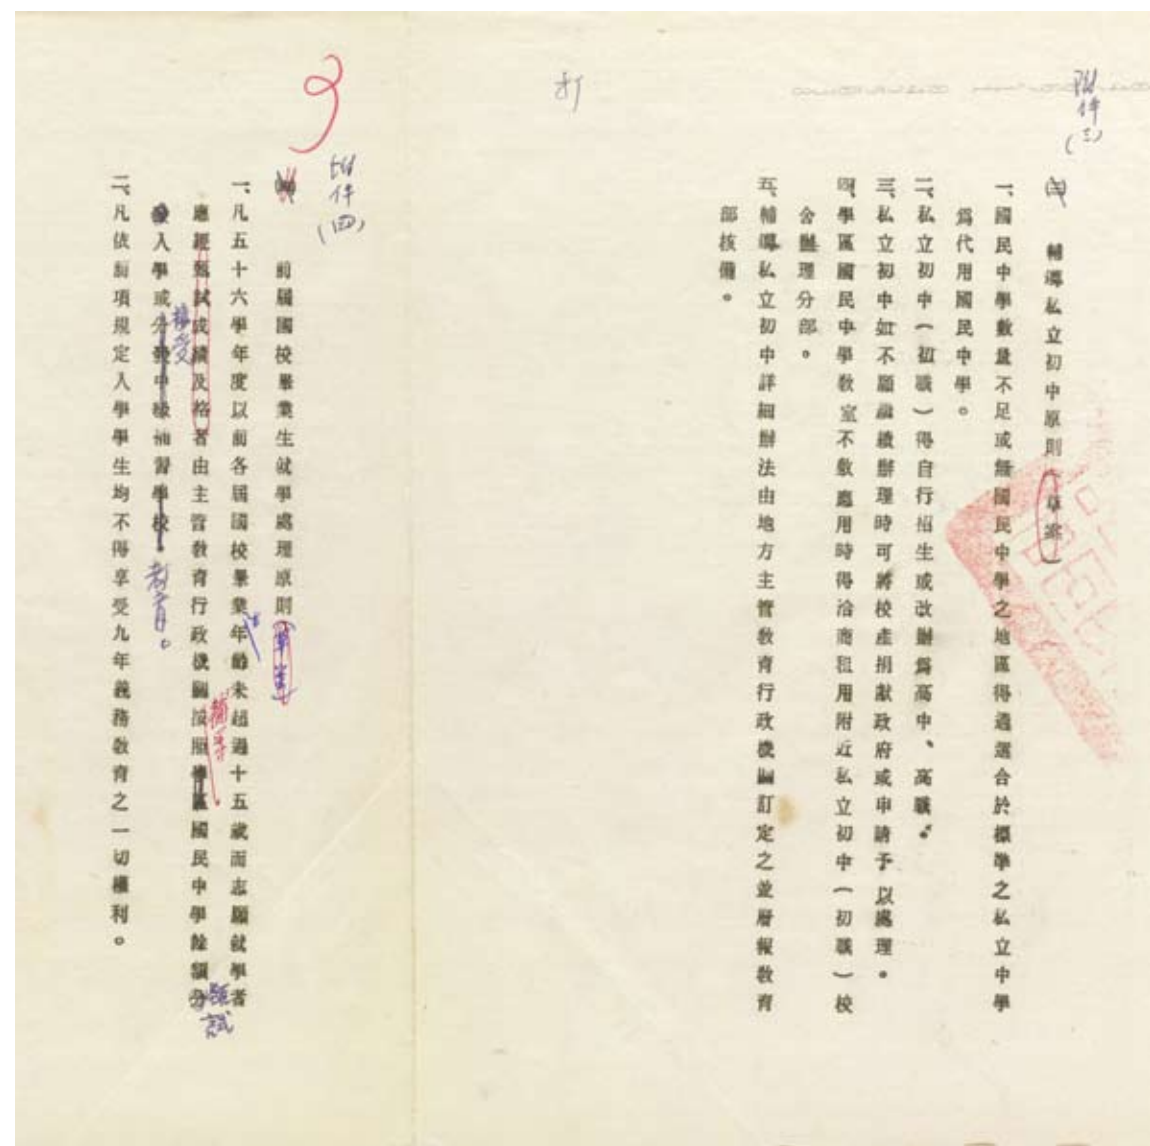 附件(三)
㈢ 輔導私立初中原則(草案)
一、國民中學數量不足或無國民中學之地區得遴選合於標準之私立中學
為代用國民中學。
二、私立初中(初職)得自行招生或改辦為高中、高職。
三、私立初中如不願繼續辦理時可將校產捐獻政府或申請予以處理。
四、學區國民中學教室不敷應用時得洽商租用附近私立初中(初職)校
舍辦理分部。
五、輔導私立初中詳細辦法由地方主管教育行政機關訂定之並層報教育
部核備。
打
3
附件(四)
㈣ 前屆國校畢業生就學處理原則(草案)
一、凡五十六學年度以前各屆國校畢業年齡未超過十五歲而志願就學者
應經甄試成績及格者由主管教育行政機關按照學區國民中學餘額分
輔導
甄試
發入學或分發中級補習學校。
接受
教育。
二、凡依前項規定入學學生均不得享受九年義務教育之一切權利。